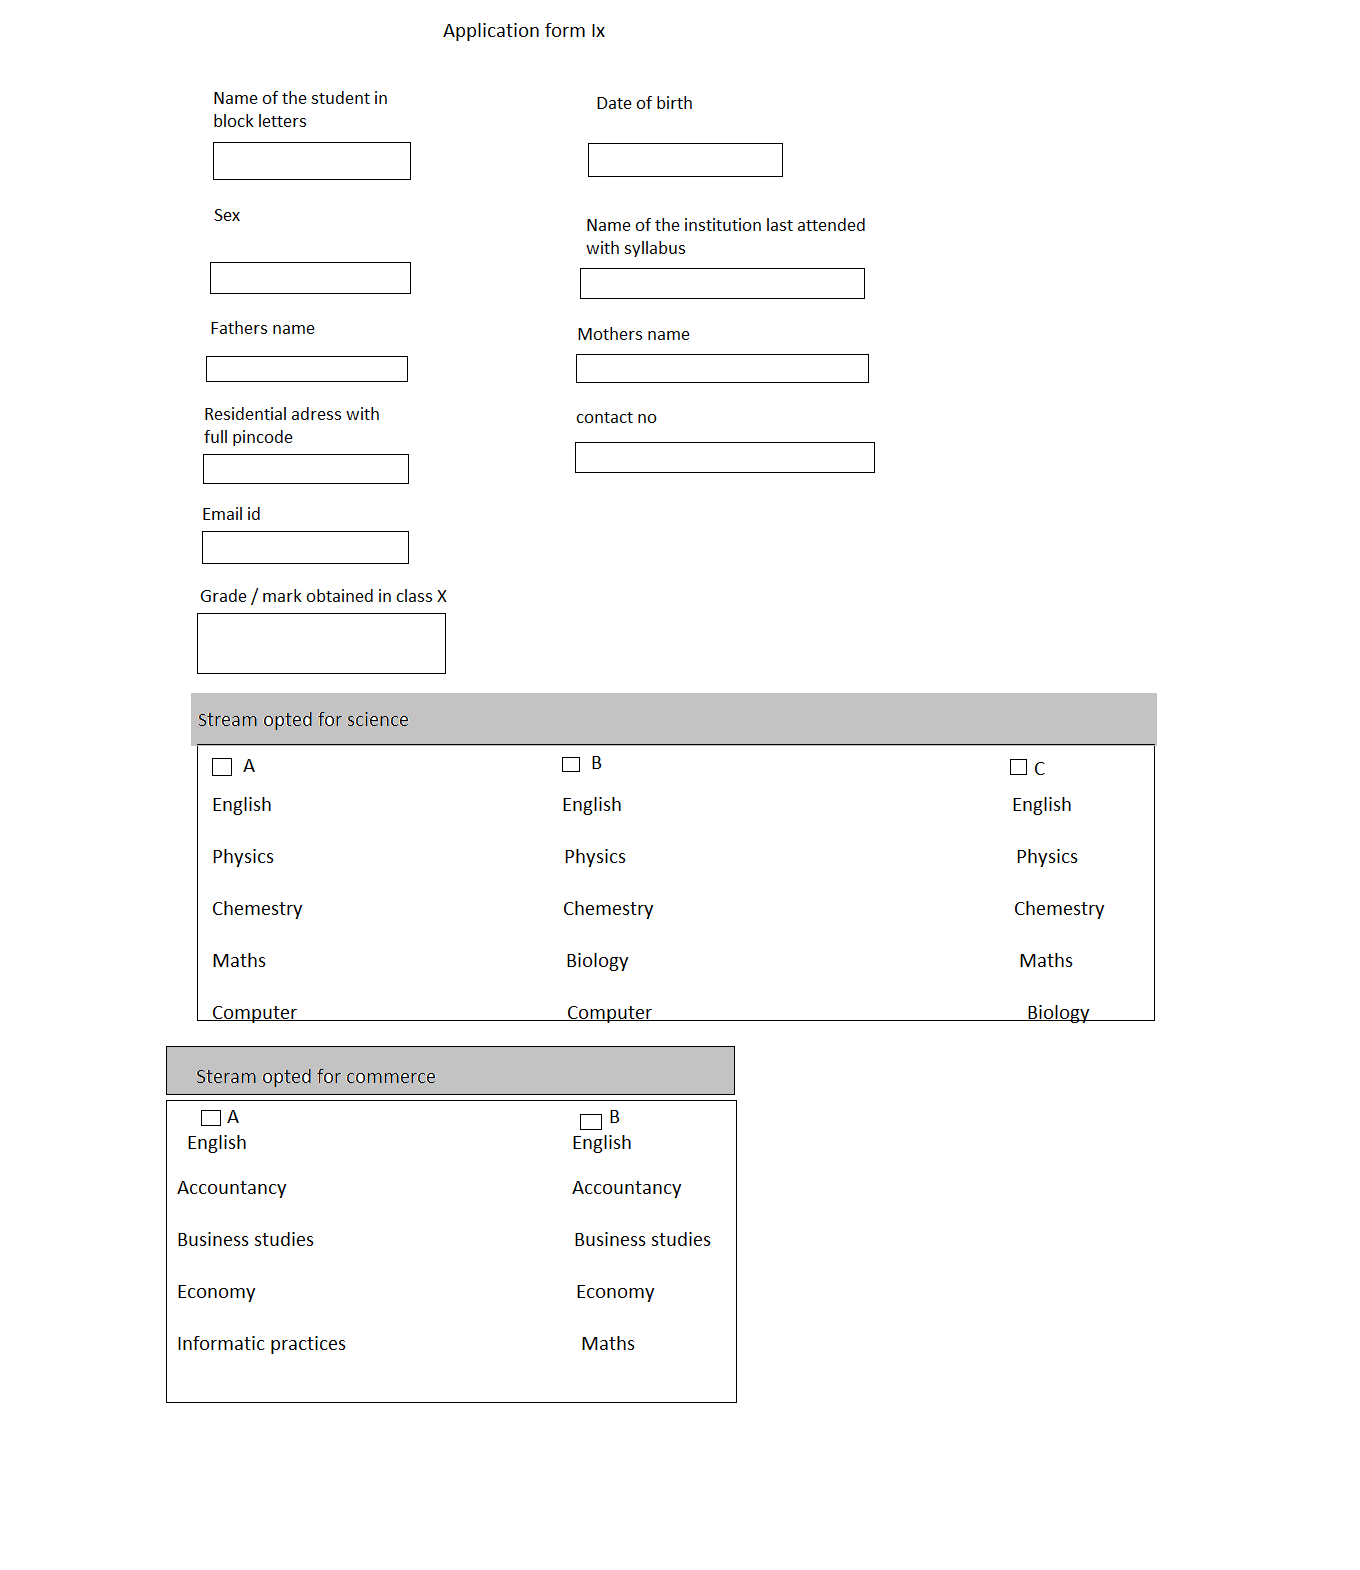 Application form Ix
Name of the student in
block letters
Date of birth
Sex
Name of the institution last attended
with syllabus
Fathers name
Mothers name
Residential adress with
full pincode
contact no
Email id
Grade / mark obtained in class X
Stream opted for science
A
B
C
English
English
English
Physics
Physics
Physics
Chemestry
Chemestry
Chemestry
Maths
Biology
Maths
Computer
Computer
Biology
Steram opted for commerce
A
B
English
English
Accountancy
Accountancy
Business studies
Business studies
Economy
Economy
Informatic practices
Maths